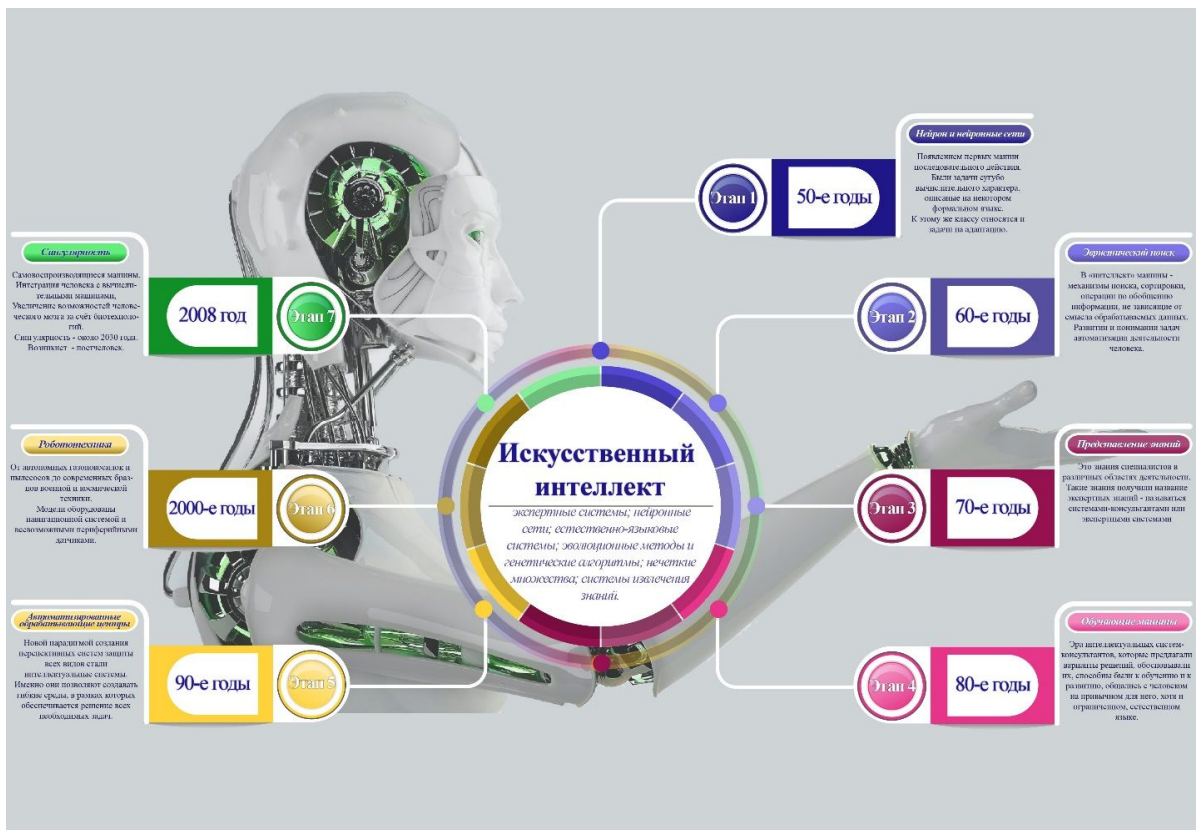 Искусственный
интеллект
экспертные системы; нейронные
сети; естественно-языковые
системы; эволюционные методы и
генетические алгоритмы; нечеткие
множества; системы извлечения
знаний.
Нейрон и нейронные сети
Этап 1
50-е годы
Появлением первых машин
последовательного действия.
Были задачи сугубо
вычислительного характера,
описаные на некотором
формальном языке.
К этому же классу относятся и
задачи на адаптацию.
Эвристический поиск
Этап 2
60-е годы
В «интеллект» машины -
механизмы поиска, сортировки,
операции по обобщению
информации, не зависящие от
смысла обрабатываемых данных.
Развитии и понимании задач
автоматизации деятельности
человека.
Представление знаний
Этап 3
70-е годы
Это знания специалистов в
различных областях деятельности.
Такие знания получили название
экспертных знаний - называться
системами-консультантами или
экспертными системами
Обучающие машины
Этап 4
80-е годы
Эра интеллектуальных систем-
консультантов, которые предлагали
варианты решений, обосновывали
их, способны были к обучению и к
развитию, общались с человеком
на привычном для него, хотя и
ограниченном, естественном
языке.
Автоматизированные
обрабатывающие центры
90-е годы
Этап 5
Новой парадигмой создания
перспективных систем защиты
всех видов стали
интеллектуальные системы.
Именно они позволяют создавать
гибкие среды, в рамках которых
обеспечивается решение всех
необходимых задач.
Робототехника
2000-е годы
Этап 6
От автономных газонокосилок и
пылесосов до современных браз-
цов военной и космической
техники.
Модели оборудованы
навигационной системой и
всевозможными периферийными
датчиками.
Сингулярность
2008 год
Этап 7
Самовоспроизводящиеся машины.
Интеграция человека с вычисли-
тельными машинами,
Увеличение возможностей челове-
ческого мозга за счёт биотехноло-
гий.
Сингулярность - около 2030 года.
Возникнет - постчеловек.